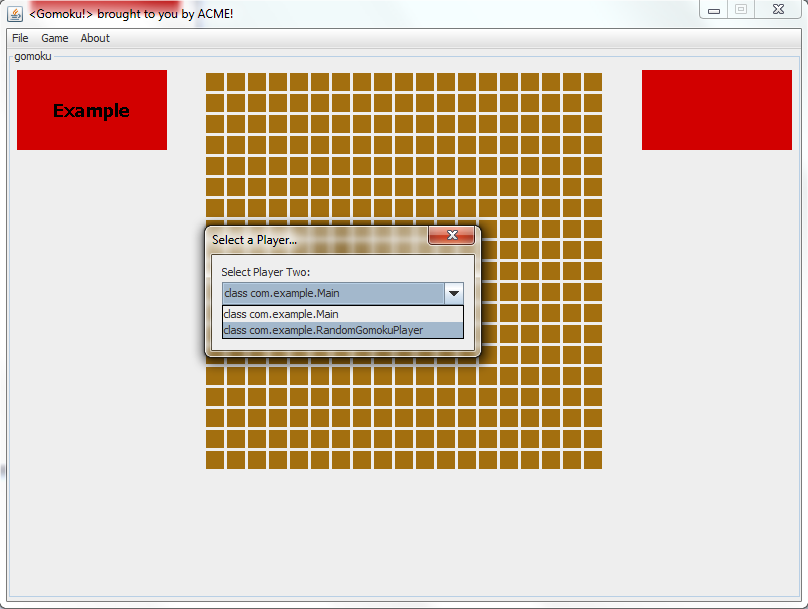 <Gomoku!> brought to you by ACME!
File Game About
gomoku
Example
Select a Player...
Select Player Two:
class com.example.Main
class com.example.Main
class com.example.RandomGomokuPlayer